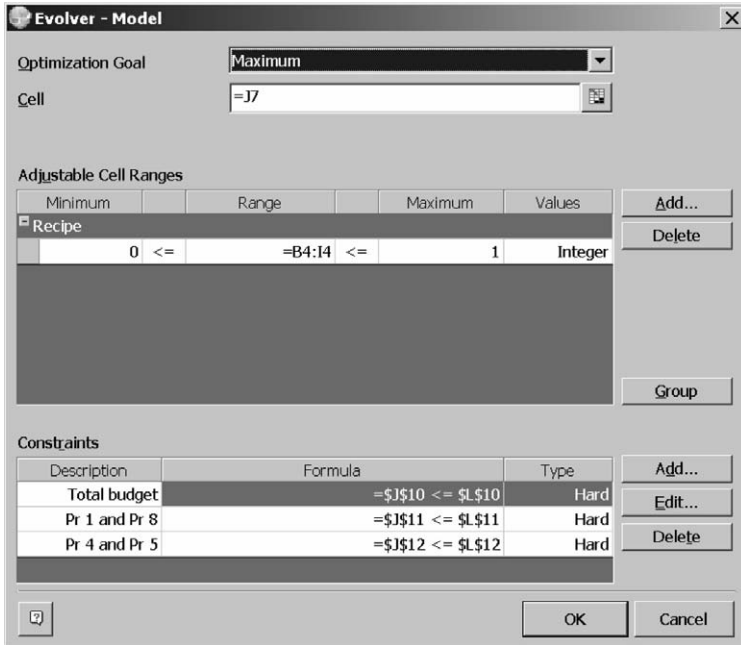 Evolver - Model
Optimization Goal Maximum
Cell =J7
Adjustable Cell Ranges
Minimum Range Maximum Values
Recipe
0 <= =B4:I4 <= 1 Integer
Add...
Delete
Group
Constraints
Description Formula Type
Total budget =$J$10 <= $L$10 Hard
Pr 1 and Pr 8 =$J$11 <= $L$11 Hard
Pr 4 and Pr 5 =$J$12 <= $L$12 Hard
Add...
Edit...
Delete
OK Cancel